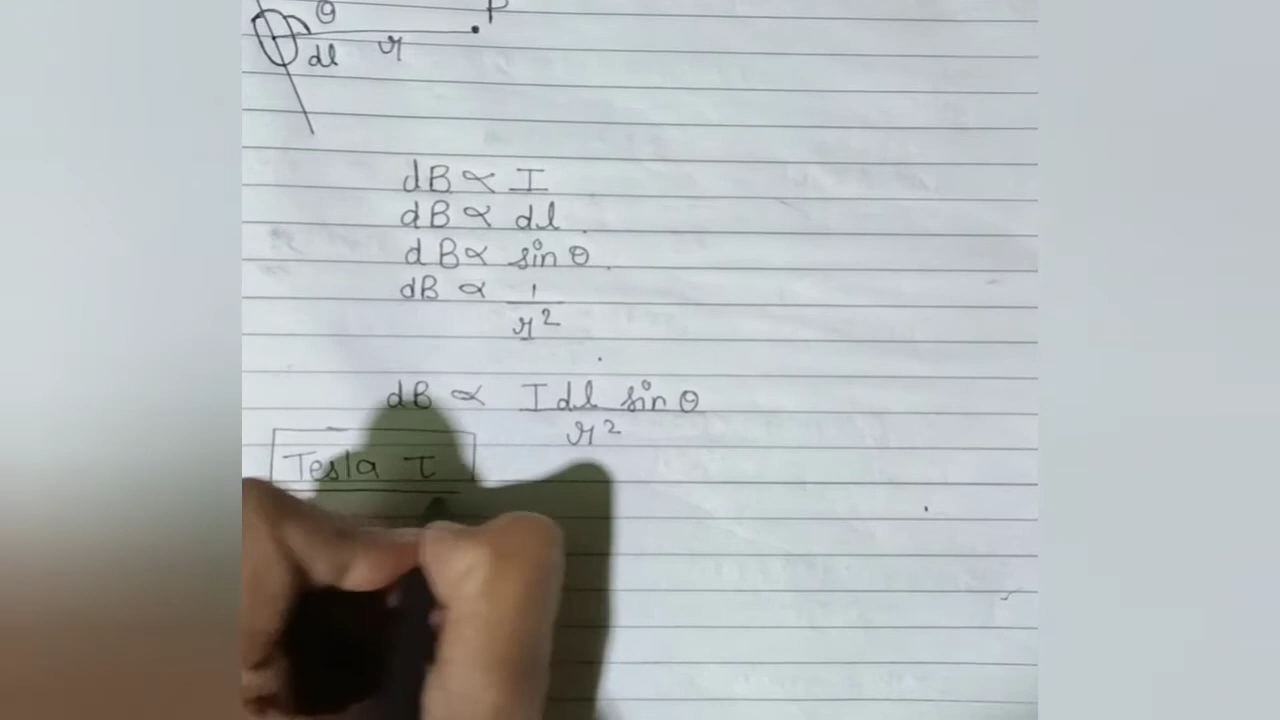 θ
P
dl r
dB ∝ I
dB ∝ dl
dB ∝ sin θ
dB ∝ 1/r²
dB ∝ I dl sin θ / r²
Tesla T